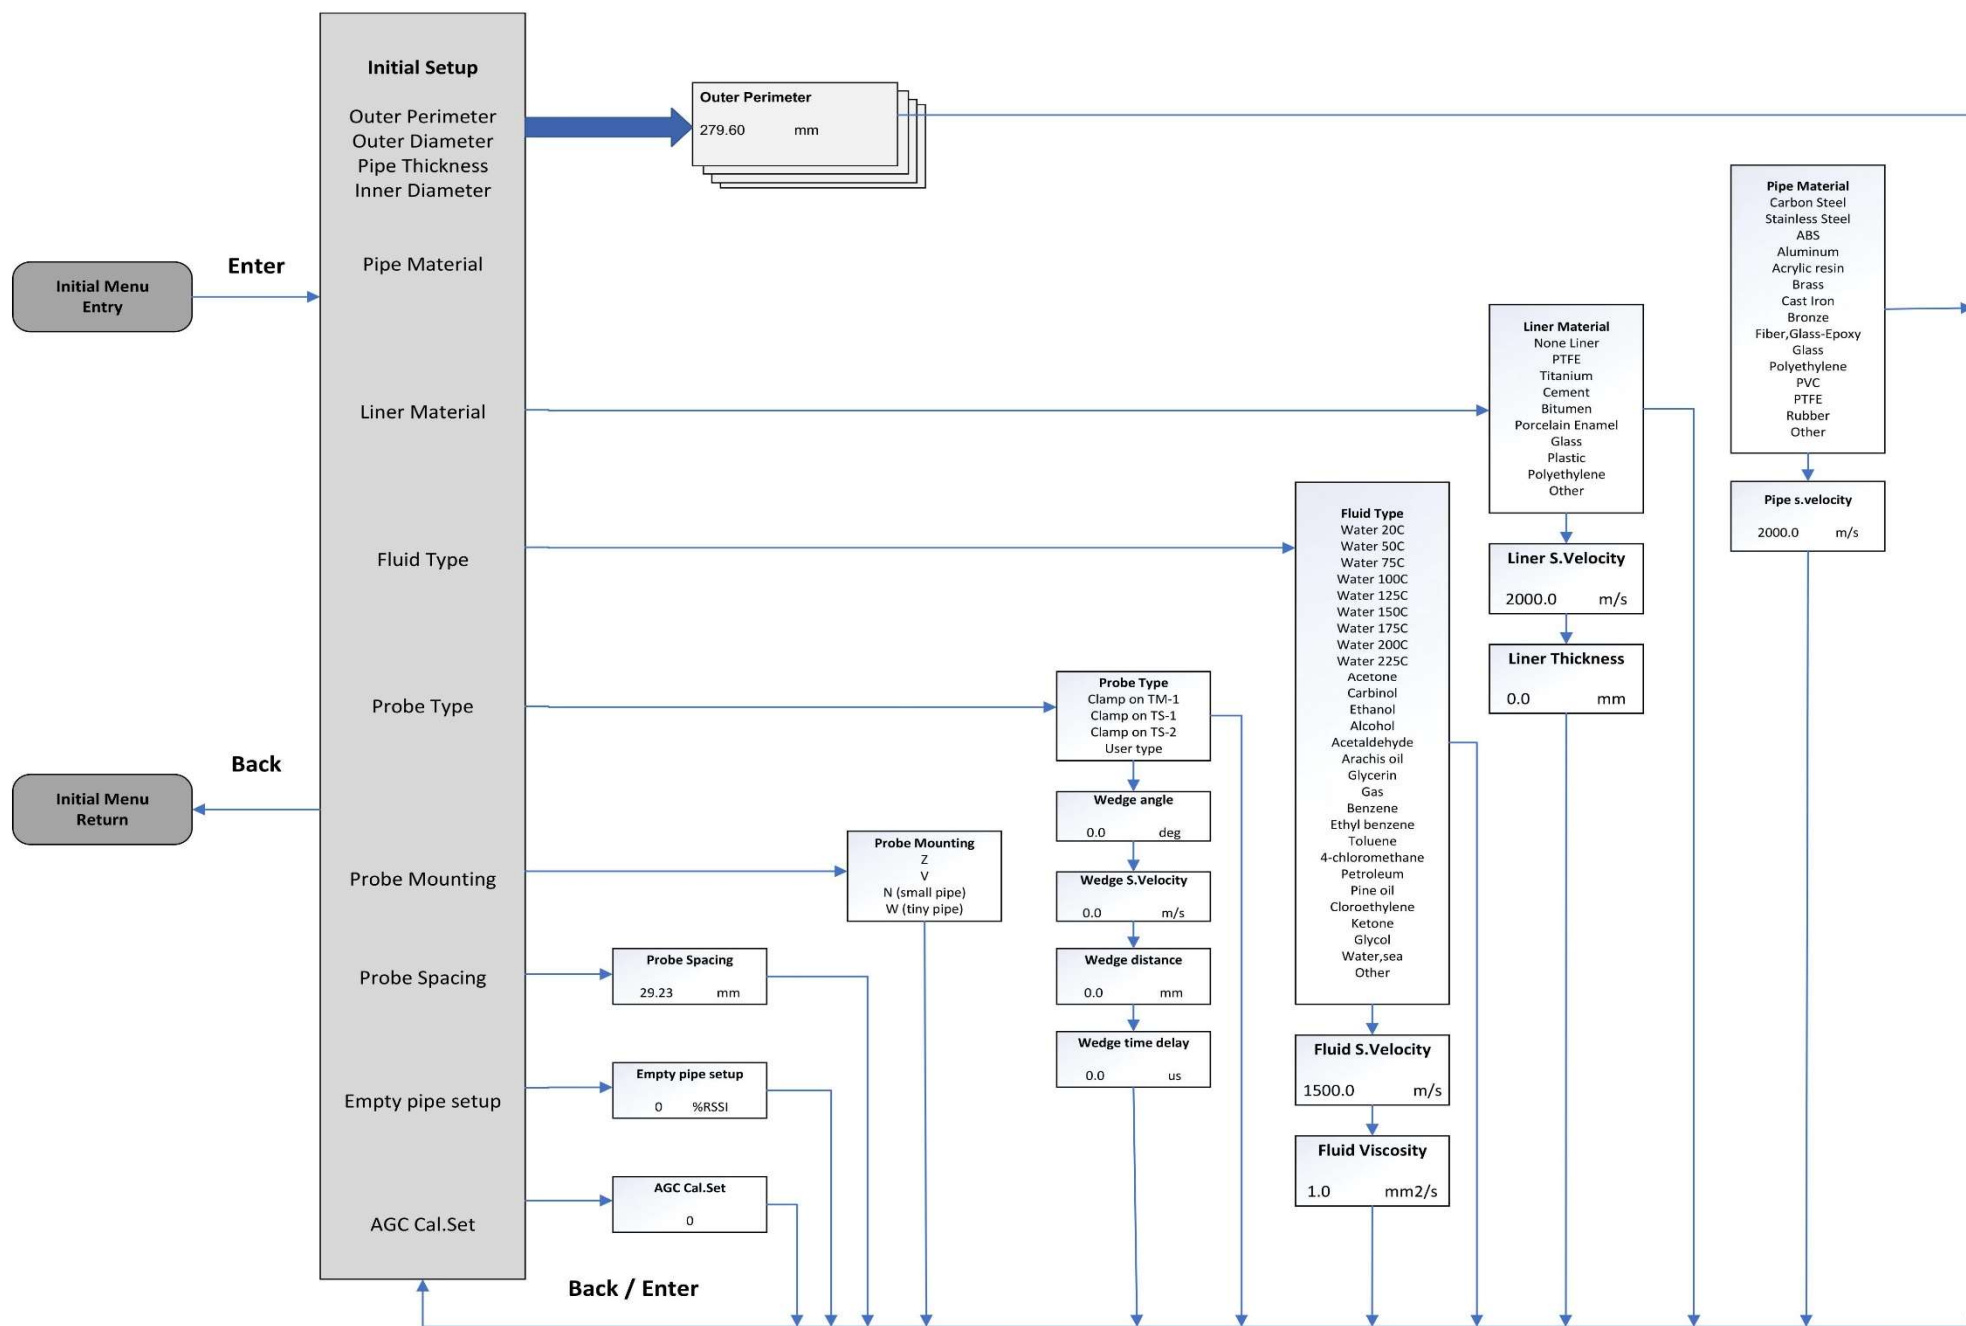 Initial Setup
Outer Perimeter
Outer Diameter
Pipe Thickness
Inner Diameter
Pipe Material
Liner Material
Fluid Type
Probe Type
Probe Mounting
Probe Spacing
Empty pipe setup
AGC Cal.Set
Initial Menu
Entry
Enter
Back
Initial Menu
Return
Outer Perimeter
279.60 mm
Probe Spacing
29.23 mm
Empty pipe setup
0 %RSSI
AGC Cal.Set
0
Back / Enter
Probe Mounting
Z
V
N (small pipe)
W (tiny pipe)
Probe Type
Clamp on TM-1
Clamp on TS-1
Clamp on TS-2
User type
Wedge angle
0.0 deg
Wedge S.Velocity
0.0 m/s
Wedge distance
0.0 mm
Wedge time delay
0.0 us
Fluid Type
Water 20C
Water 50C
Water 75C
Water 100C
Water 125C
Water 150C
Water 175C
Water 200C
Water 225C
Acetone
Carbinol
Ethanol
Alcohol
Acetaldehyde
Arachis oil
Glycerin
Gas
Benzene
Ethyl benzene
Toluene
4-chloromethane
Petroleum
Pine oil
Cloroethylene
Ketone
Glycol
Water,sea
Other
Fluid S.Velocity
1500.0 m/s
Fluid Viscosity
1.0 mm2/s
Liner Material
None Liner
PTFE
Titanium
Cement
Bitumen
Porcelain Enamel
Glass
Plastic
Polyethylene
Other
Liner S.Velocity
2000.0 m/s
Liner Thickness
0.0 mm
Pipe Material
Carbon Steel
Stainless Steel
ABS
Aluminum
Acrylic resin
Brass
Cast Iron
Bronze
Fiber,Glass-Epoxy
Glass
Polyethylene
PVC
PTFE
Rubber
Other
Pipe s.velocity
2000.0 m/s